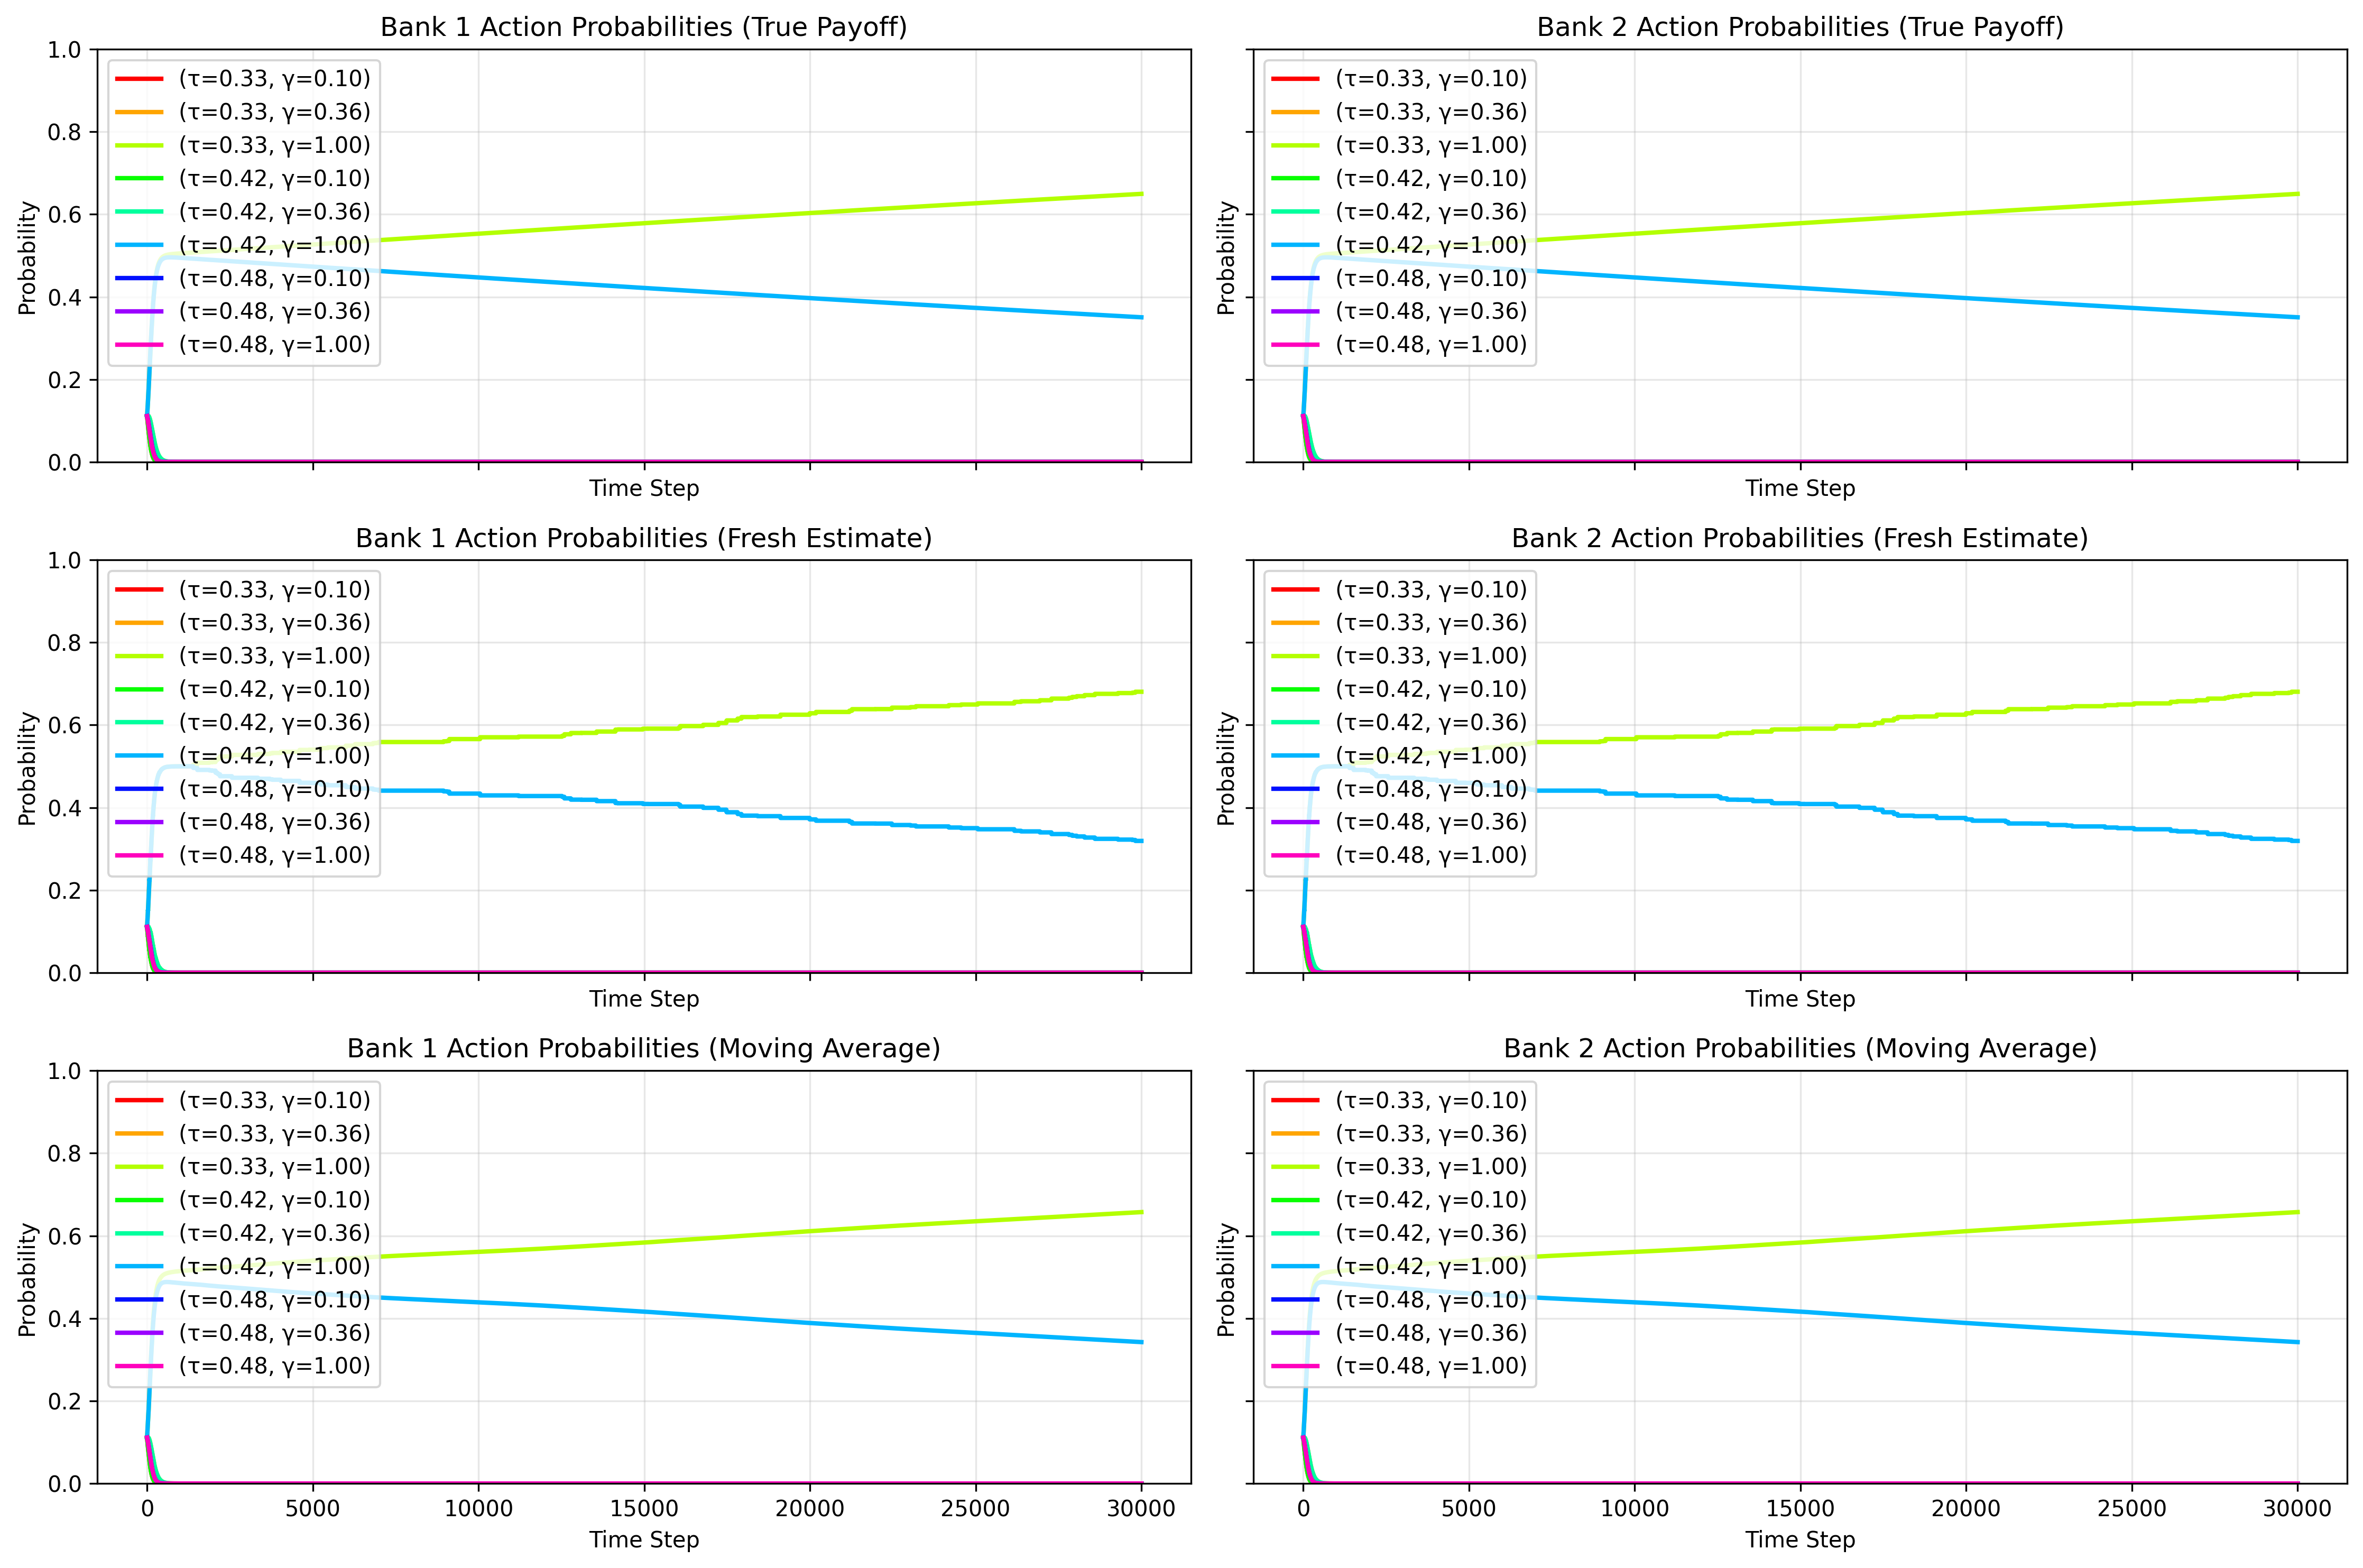 Bank 1 Action Probabilities (True Payoff)
1.0
0.8
0.6
0.4
0.2
0.0
Probability
(τ=0.33, γ=0.10)
(τ=0.33, γ=0.36)
(τ=0.33, γ=1.00)
(τ=0.42, γ=0.10)
(τ=0.42, γ=0.36)
(τ=0.42, γ=1.00)
(τ=0.48, γ=0.10)
(τ=0.48, γ=0.36)
(τ=0.48, γ=1.00)
Time Step
Bank 2 Action Probabilities (True Payoff)
Probability
(τ=0.33, γ=0.10)
(τ=0.33, γ=0.36)
(τ=0.33, γ=1.00)
(τ=0.42, γ=0.10)
(τ=0.42, γ=0.36)
(τ=0.42, γ=1.00)
(τ=0.48, γ=0.10)
(τ=0.48, γ=0.36)
(τ=0.48, γ=1.00)
Time Step
Bank 1 Action Probabilities (Fresh Estimate)
1.0
0.8
0.6
0.4
0.2
0.0
Probability
(τ=0.33, γ=0.10)
(τ=0.33, γ=0.36)
(τ=0.33, γ=1.00)
(τ=0.42, γ=0.10)
(τ=0.42, γ=0.36)
(τ=0.42, γ=1.00)
(τ=0.48, γ=0.10)
(τ=0.48, γ=0.36)
(τ=0.48, γ=1.00)
Time Step
Bank 2 Action Probabilities (Fresh Estimate)
Probability
(τ=0.33, γ=0.10)
(τ=0.33, γ=0.36)
(τ=0.33, γ=1.00)
(τ=0.42, γ=0.10)
(τ=0.42, γ=0.36)
(τ=0.42, γ=1.00)
(τ=0.48, γ=0.10)
(τ=0.48, γ=0.36)
(τ=0.48, γ=1.00)
Time Step
Bank 1 Action Probabilities (Moving Average)
1.0
0.8
0.6
0.4
0.2
0.0
Probability
(τ=0.33, γ=0.10)
(τ=0.33, γ=0.36)
(τ=0.33, γ=1.00)
(τ=0.42, γ=0.10)
(τ=0.42, γ=0.36)
(τ=0.42, γ=1.00)
(τ=0.48, γ=0.10)
(τ=0.48, γ=0.36)
(τ=0.48, γ=1.00)
0 5000 10000 15000 20000 25000 30000
Time Step
Bank 2 Action Probabilities (Moving Average)
Probability
(τ=0.33, γ=0.10)
(τ=0.33, γ=0.36)
(τ=0.33, γ=1.00)
(τ=0.42, γ=0.10)
(τ=0.42, γ=0.36)
(τ=0.42, γ=1.00)
(τ=0.48, γ=0.10)
(τ=0.48, γ=0.36)
(τ=0.48, γ=1.00)
0 5000 10000 15000 20000 25000 30000
Time Step